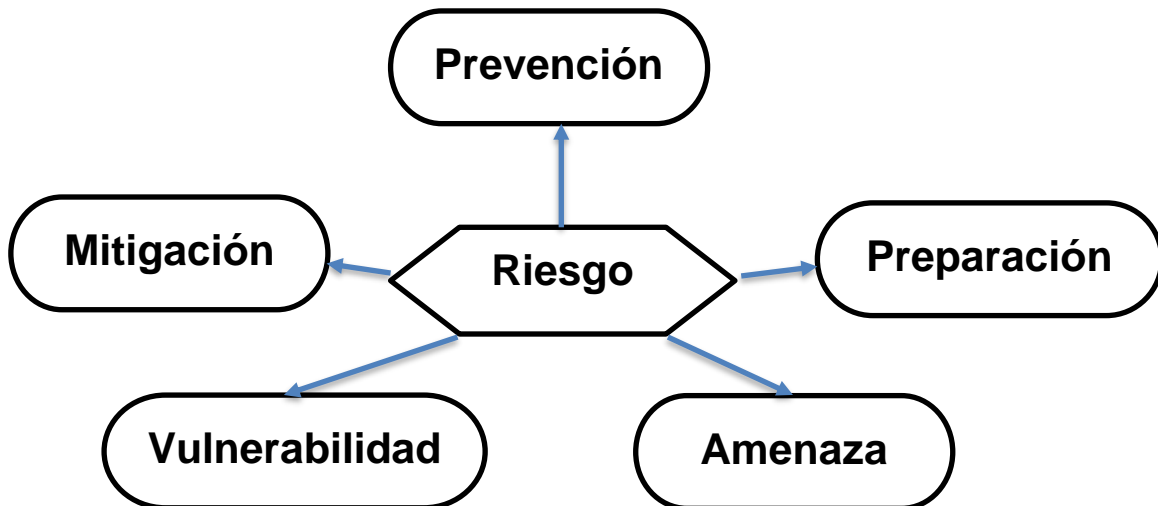 Prevención
Mitigación
Riesgo
Preparación
Vulnerabilidad
Amenaza